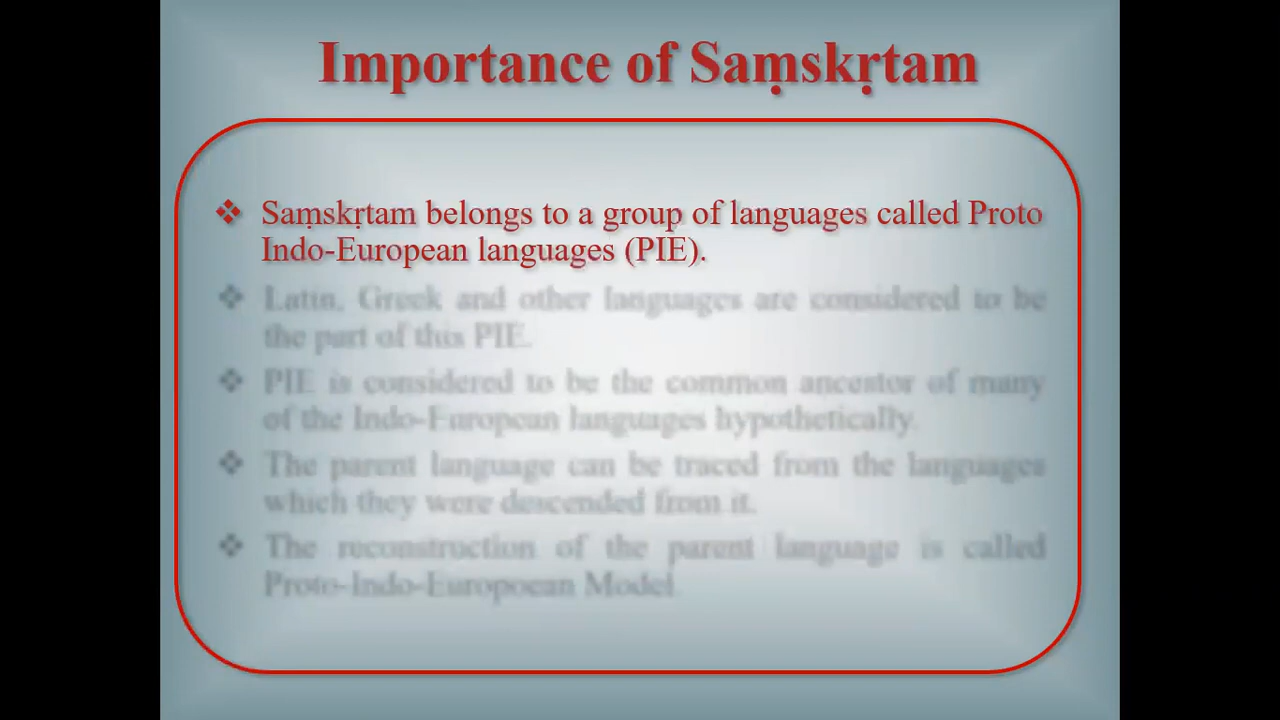 Importance of Saṃskṛtam
❖ Saṃskṛtam belongs to a group of languages called Proto
Indo-European languages (PIE).
❖ Latin, Greek and other languages are considered to be
the part of this PIE.
❖ PIE is considered to be the common ancestor of many
of the Indo-European languages hypothetically.
❖ The parent language can be traced from the languages
which they were descended from it.
❖ The reconstruction of the parent language is called
Proto-Indo-Europoean Model.